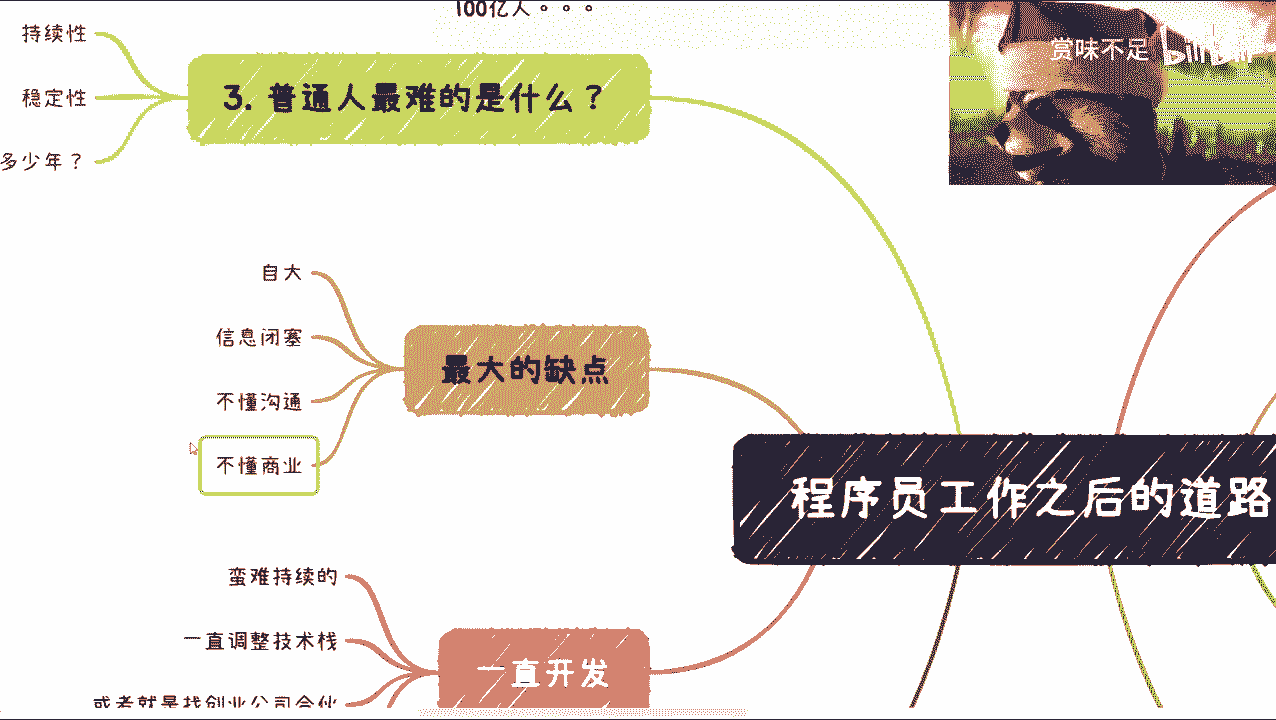 100亿人。。。
持续性
稳定性
多少年？
3. 普通人最难的是什么？
赏味不足 bilibili
自大
信息闭塞
不懂沟通
不懂商业
最大的缺点
程序员工作之后的道路
蛮难持续的
一直调整技术栈
或者就是找创业公司合伙
一直开发